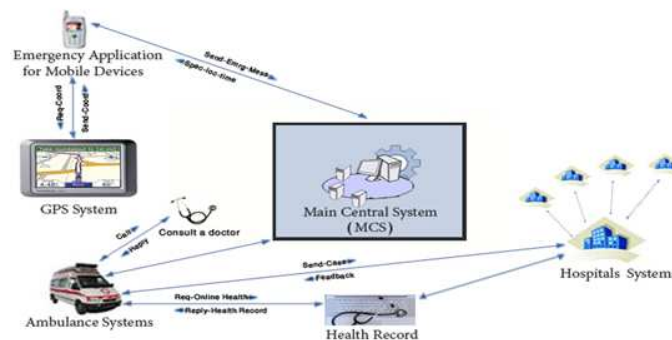 Send-Emrg-Mesg
Spec-loc-time
Emergency Application
for Mobile Devices
Req-Coord
Send-Coord
GPS System
Call
Consult a doctor
Main Central System
(MCS)
Send-Case
Feedback
Hospitals System
Req-Online Health
Reply-Health Record
Ambulance Systems
Health Record